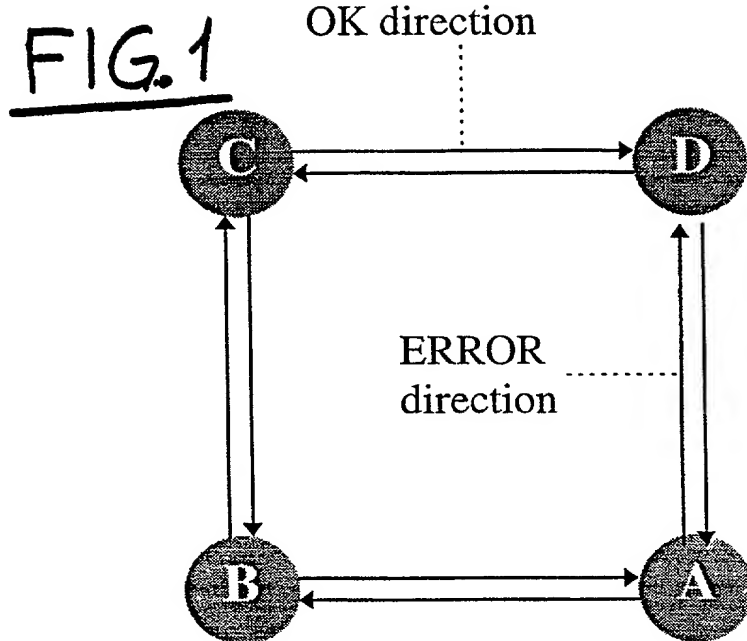 FIG. 1
OK direction
C
D
ERROR
direction
B
A